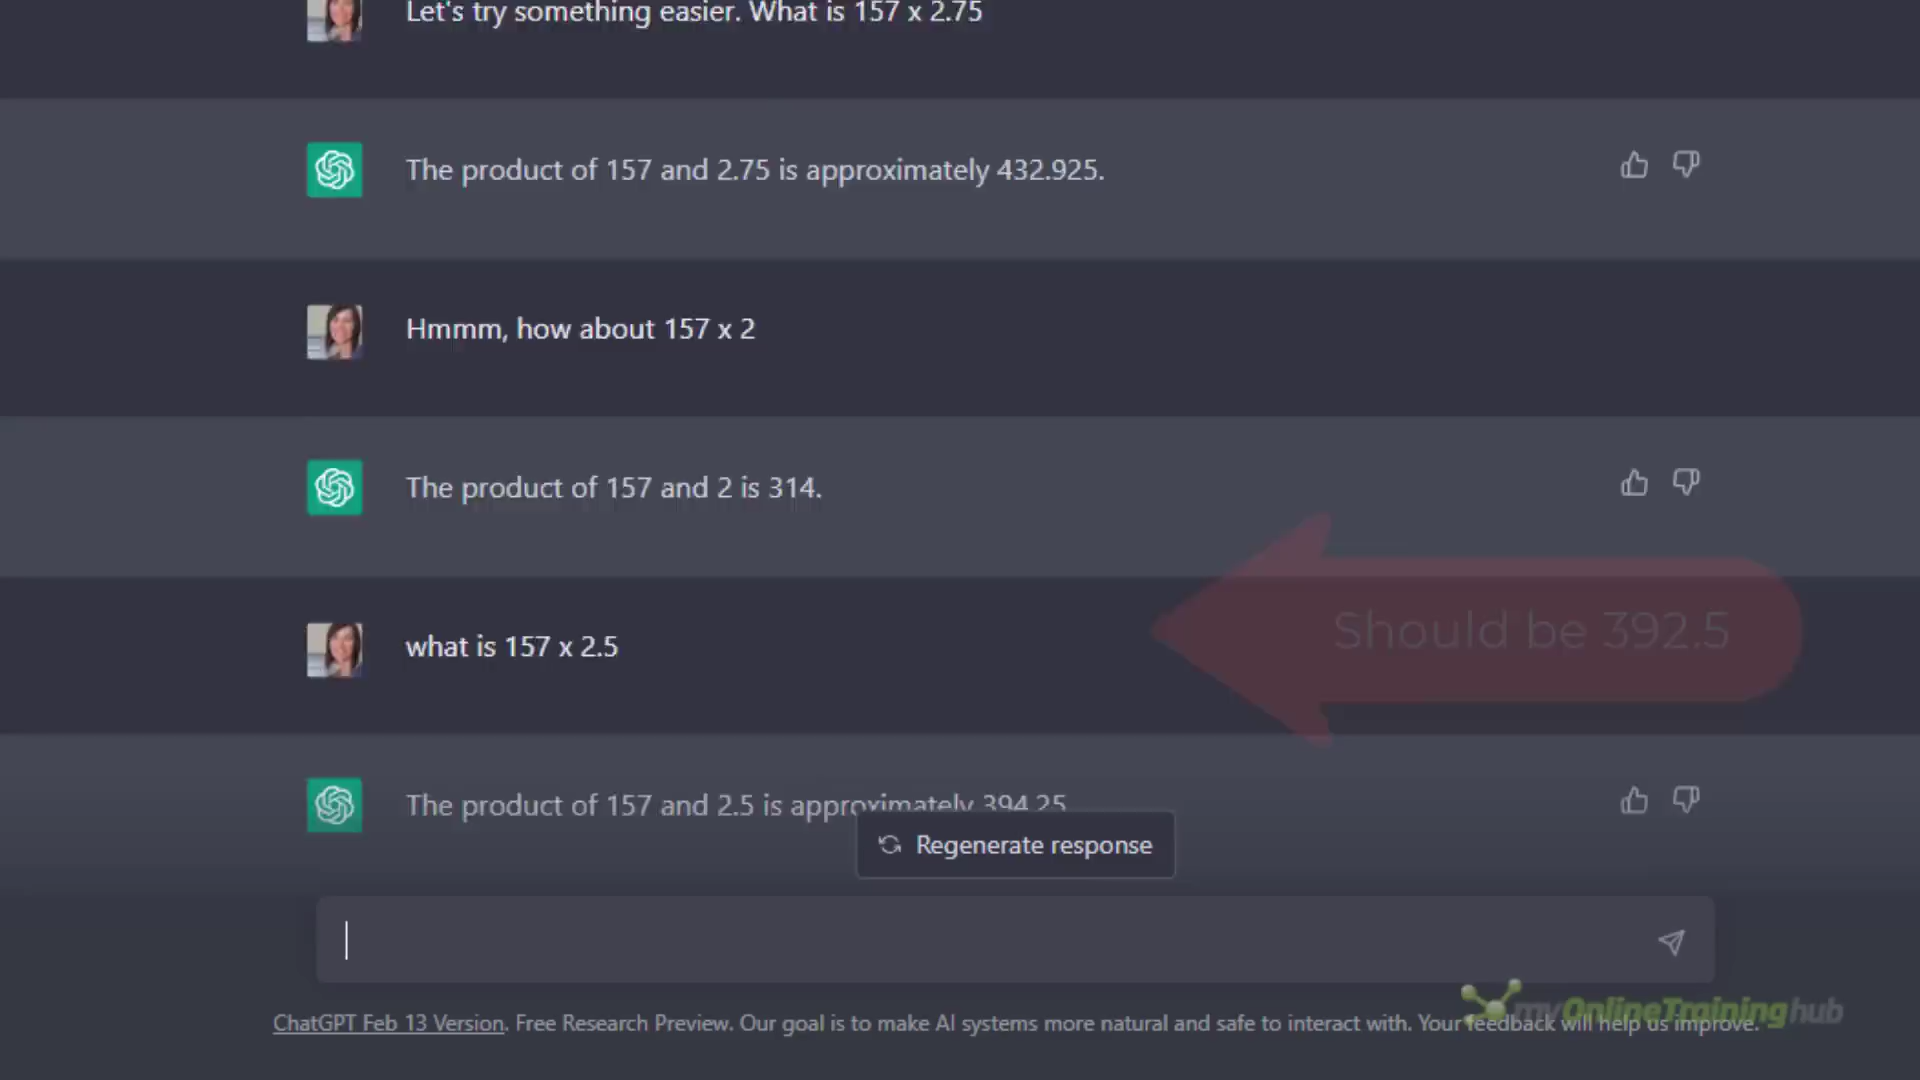 Let's try something easier. What is 157 x 2.75
The product of 157 and 2.75 is approximately 432.925.
Hmmm, how about 157 x 2
The product of 157 and 2 is 314.
Should be 392.5
what is 157 x 2.5
The product of 157 and 2.5 is approximately 394.25
Regenerate response
ChatGPT Feb 13 Version. Free Research Preview. Our goal is to make AI systems more natural and safe to interact with. Your feedback will help us improve.
myOnlineTraininghub